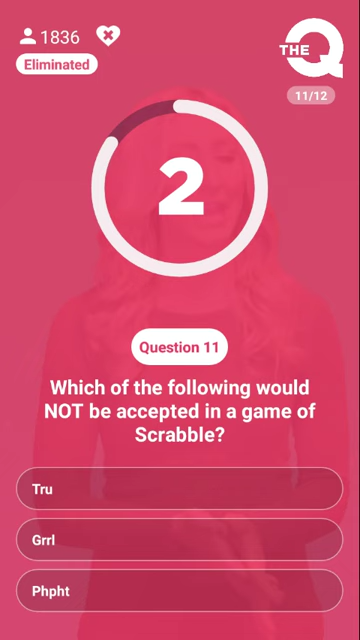 1836
Eliminated
THE Q
11/12
2
Question 11
Which of the following would
NOT be accepted in a game of
Scrabble?
Tru
Grrl
Phpht